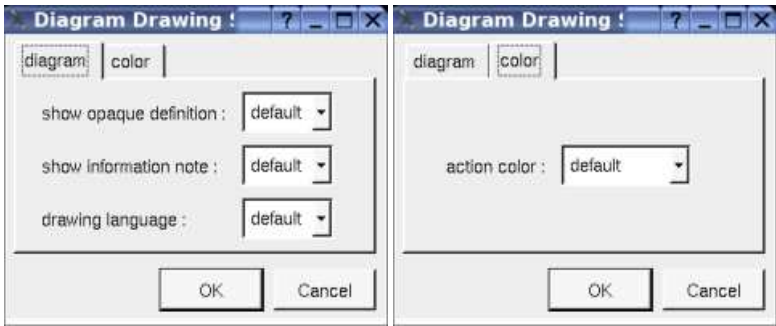 Diagram Drawing
diagram color
show opaque definition : default
show information note : default
drawing language : default
OK Cancel
Diagram Drawing
diagram color
action color : default
OK Cancel